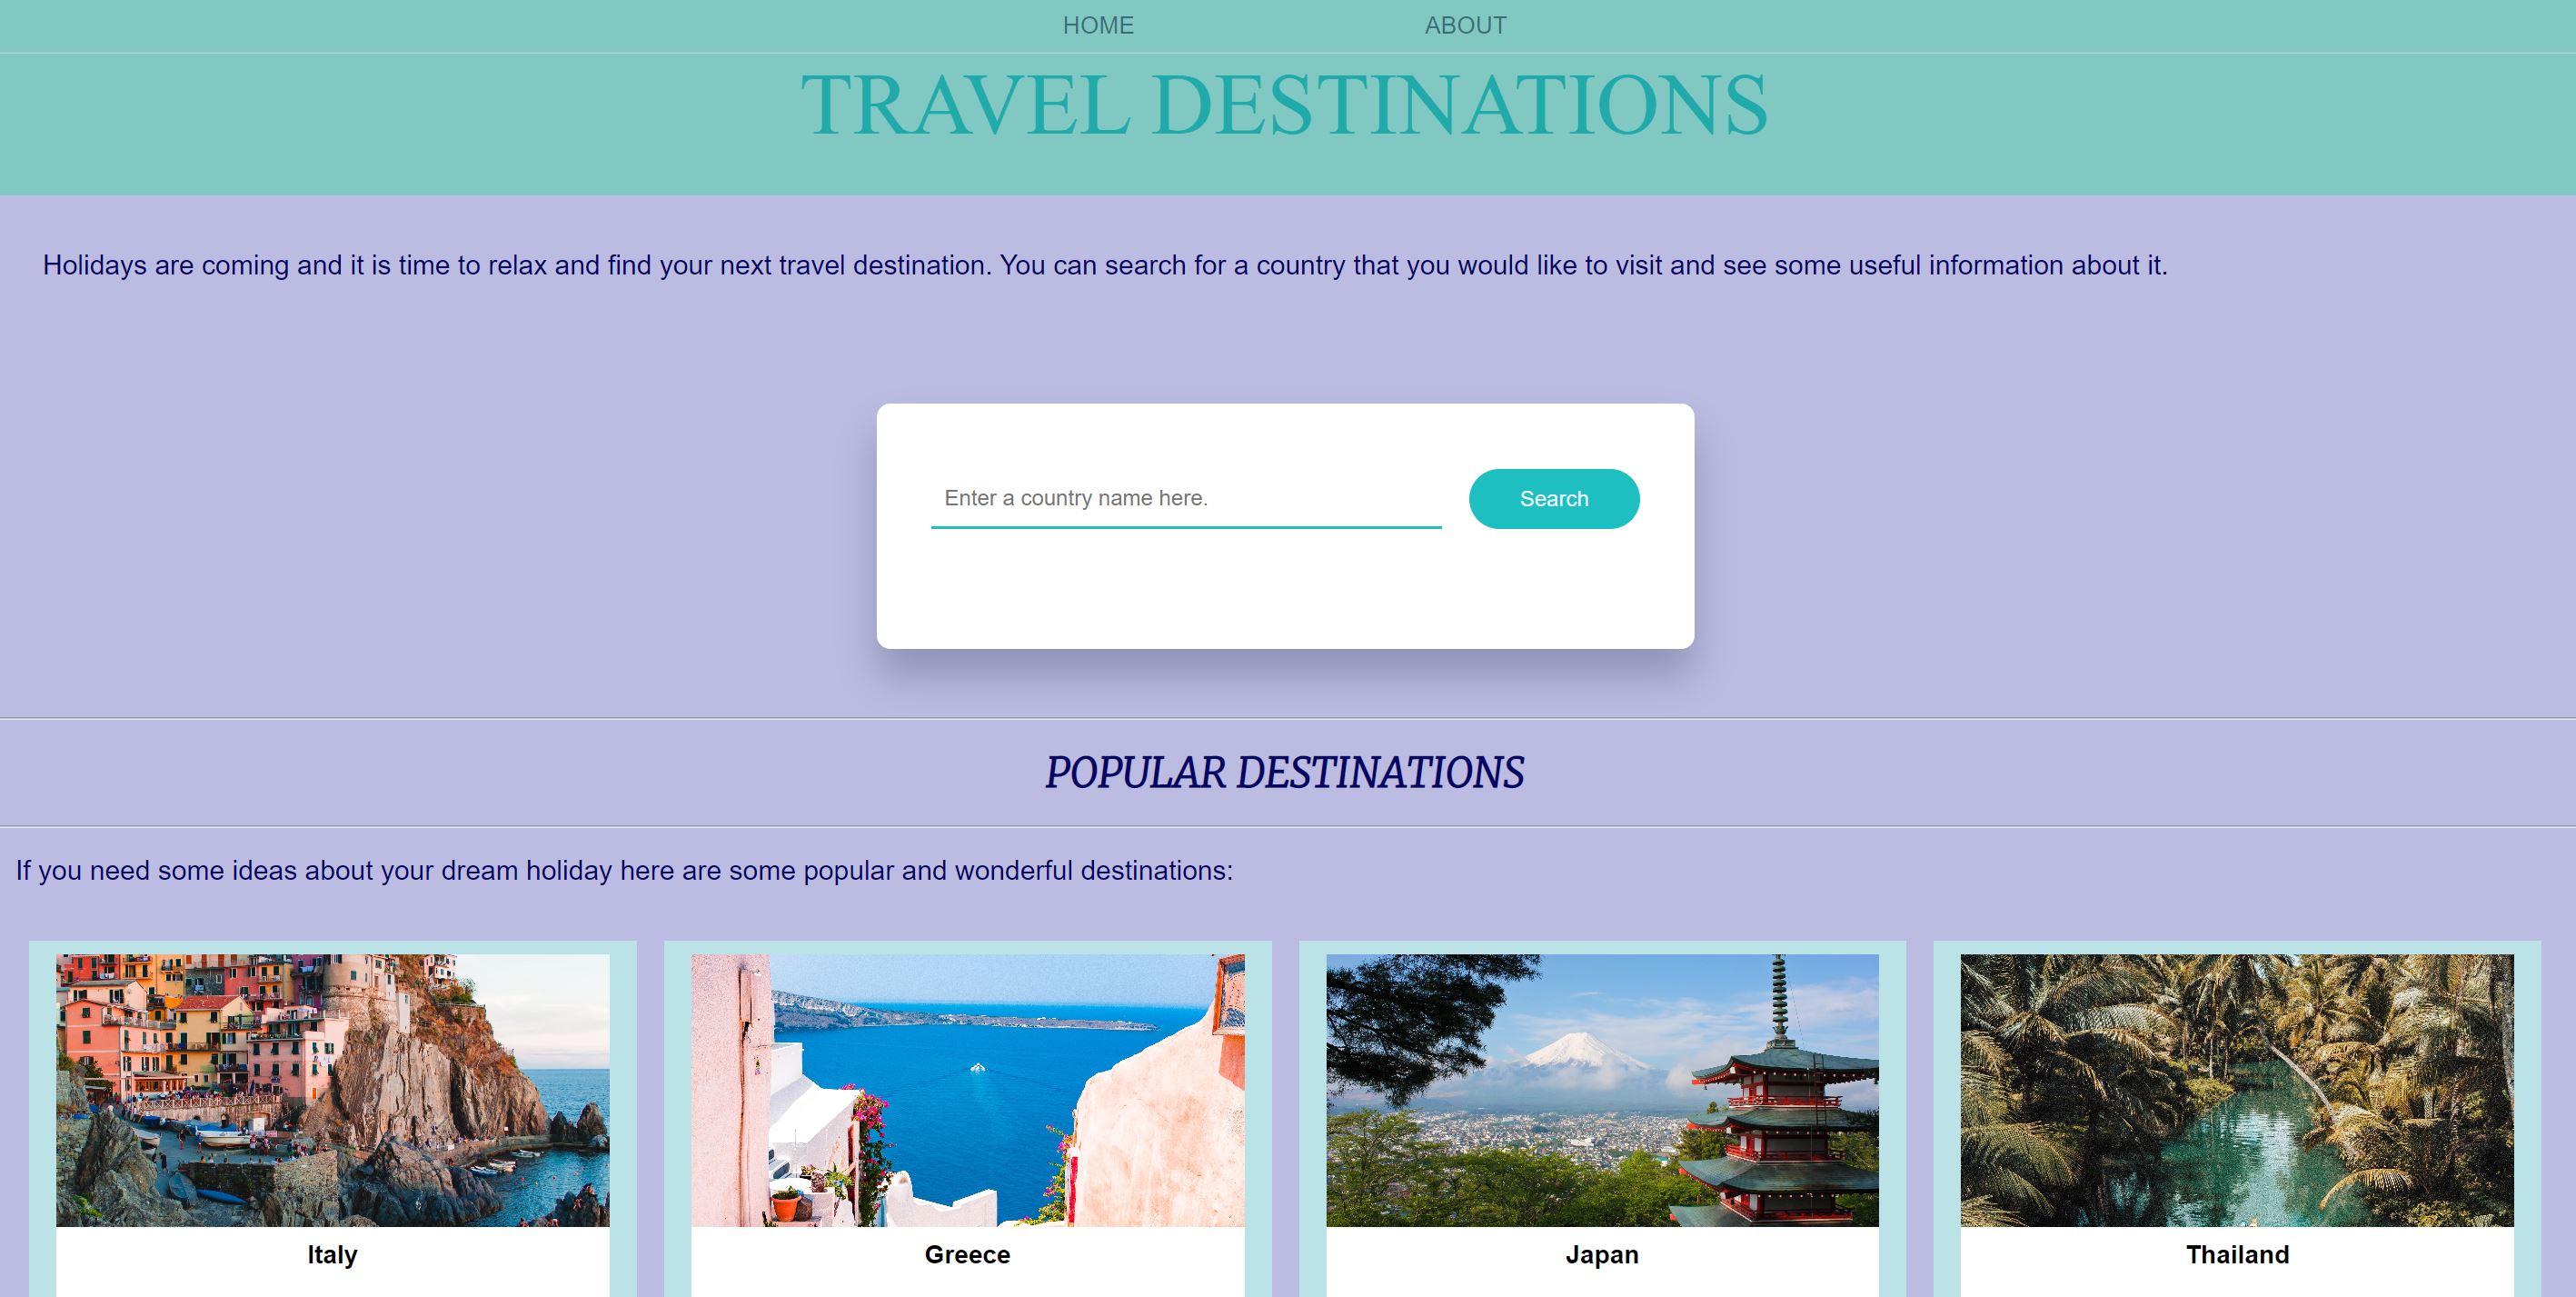 HOME ABOUT
TRAVEL DESTINATIONS
Holidays are coming and it is time to relax and find your next travel destination. You can search for a country that you would like to visit and see some useful information about it.
Enter a country name here. Search
POPULAR DESTINATIONS
If you need some ideas about your dream holiday here are some popular and wonderful destinations:
Italy Greece Japan Thailand